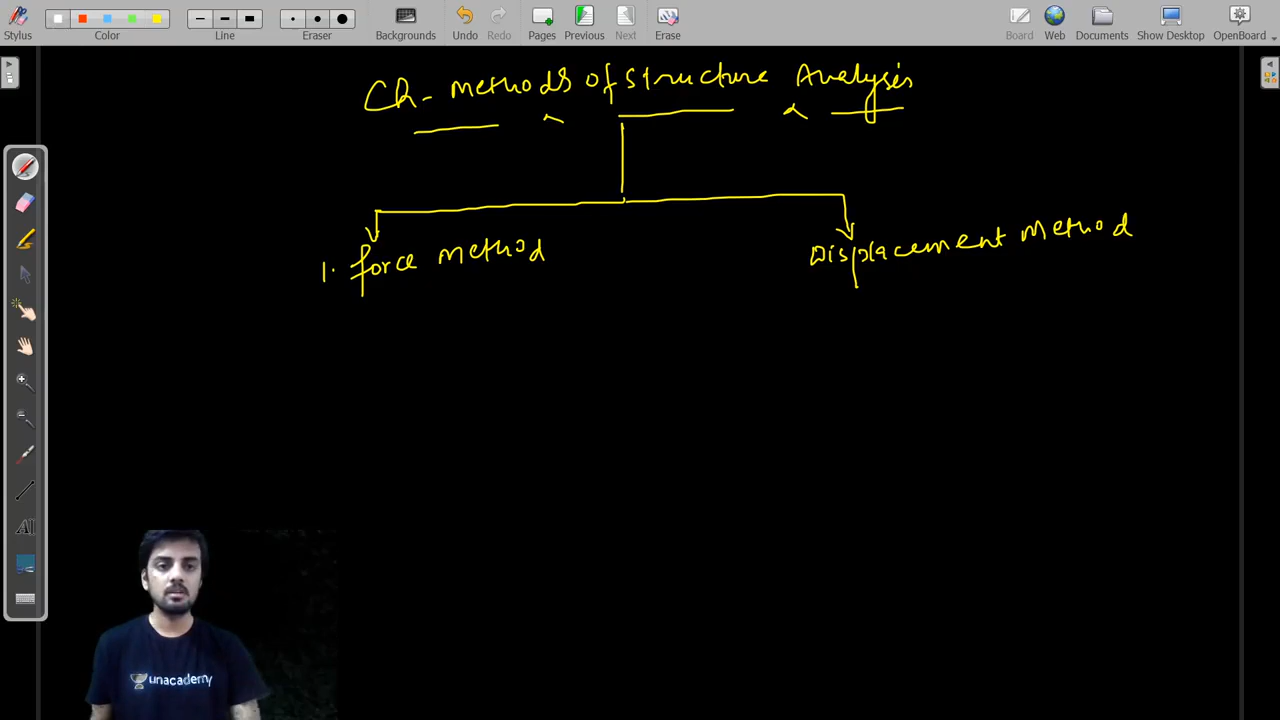 Stylus
Color
Line
Eraser
Backgrounds
Undo
Redo
Pages
Previous
Next
Erase
Board
Web
Documents
Show Desktop
OpenBoard
Ch- Methods of Structure Analysis
1. force method
Displacement Method
unacademy